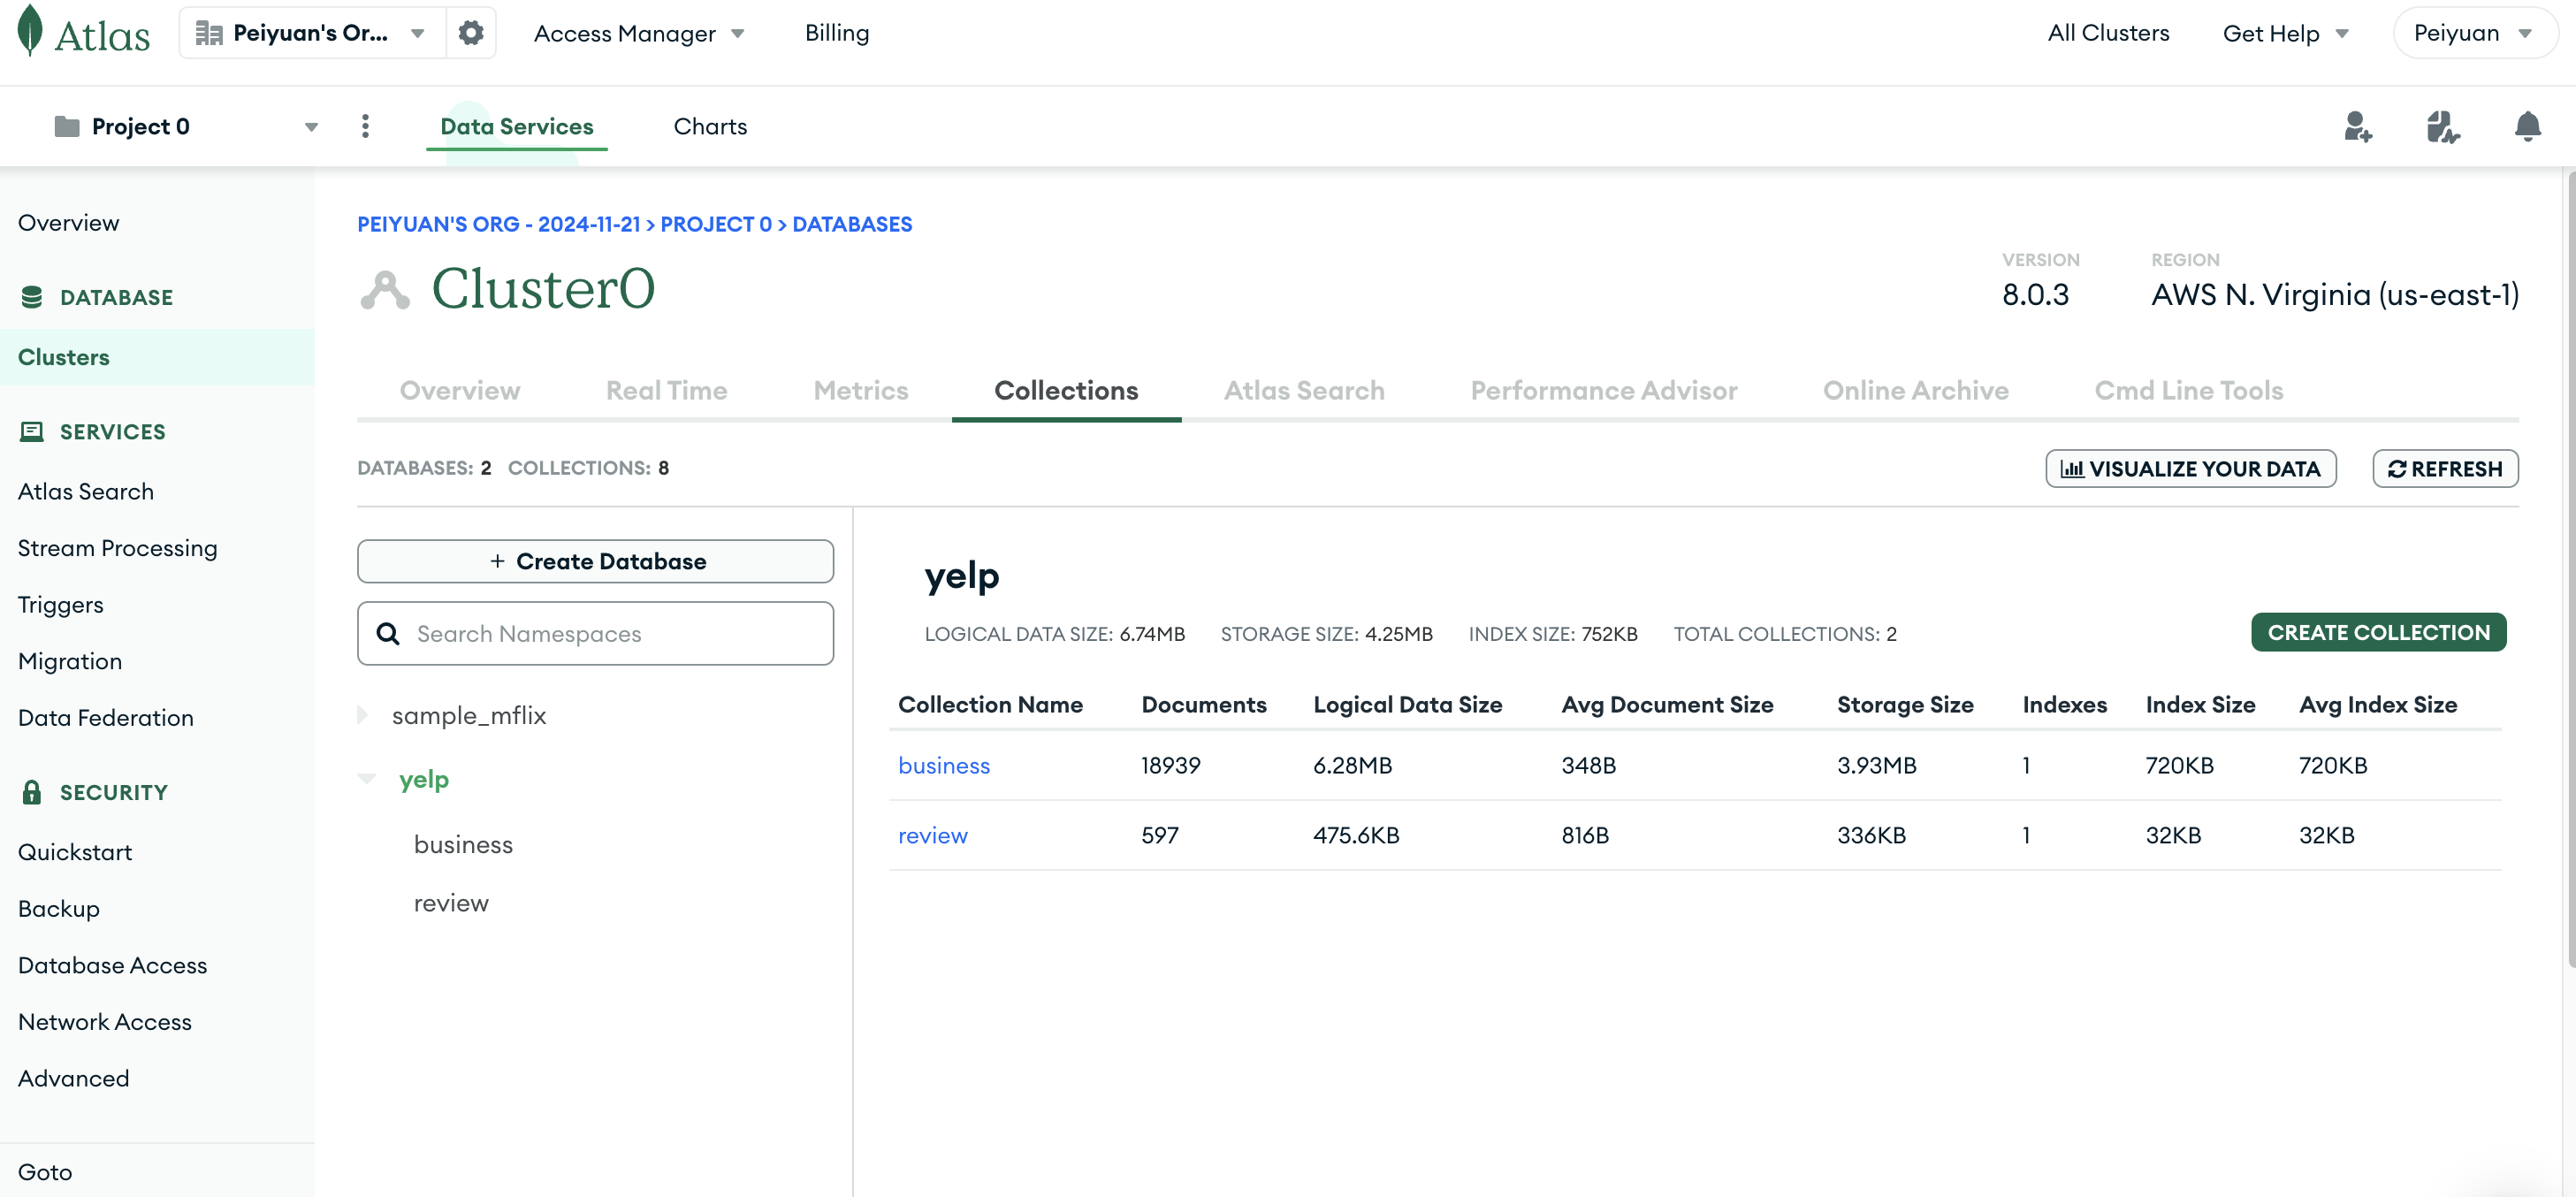 Atlas
Peiyuan's Or...
Access Manager
Billing
All Clusters
Get Help
Peiyuan
Project 0
Data Services
Charts
Overview
DATABASE
Clusters
SERVICES
Atlas Search
Stream Processing
Triggers
Migration
Data Federation
SECURITY
Quickstart
Backup
Database Access
Network Access
Advanced
Goto
PEIYUAN'S ORG - 2024-11-21 > PROJECT 0 > DATABASES
Cluster0
VERSION
8.0.3
REGION
AWS N. Virginia (us-east-1)
Overview Real Time Metrics Collections Atlas Search Performance Advisor Online Archive Cmd Line Tools
DATABASES: 2 COLLECTIONS: 8
VISUALIZE YOUR DATA
REFRESH
+ Create Database
Search Namespaces
sample_mflix
yelp
business
review
yelp
LOGICAL DATA SIZE: 6.74MB STORAGE SIZE: 4.25MB INDEX SIZE: 752KB TOTAL COLLECTIONS: 2
CREATE COLLECTION
Collection Name Documents Logical Data Size Avg Document Size Storage Size Indexes Index Size Avg Index Size
business 18939 6.28MB 348B 3.93MB 1 720KB 720KB
review 597 475.6KB 816B 336KB 1 32KB 32KB